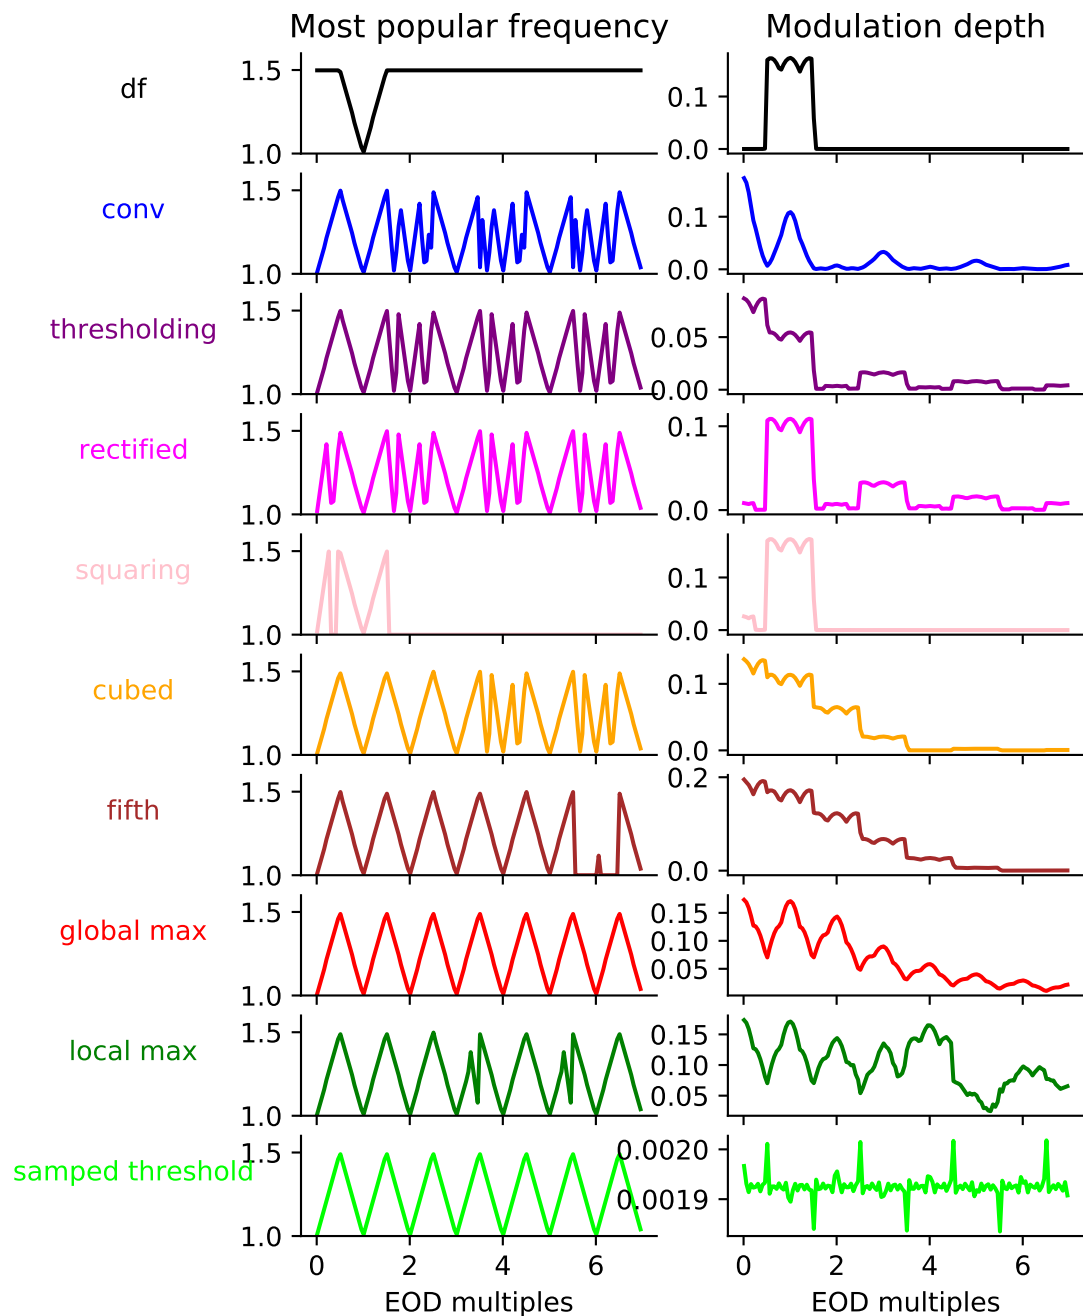 Most popular frequency Modulation depth
df 1.5 1.0 0.1 0.0
conv 1.5 1.0 0.1 0.0
thresholding 1.5 1.0 0.05 0.00
rectified 1.5 1.0 0.1 0.0
squaring 1.5 1.0 0.1 0.0
cubed 1.5 1.0 0.1 0.0
fifth 1.5 1.0 0.2 0.0
global max 1.5 1.0 0.15 0.10 0.05
local max 1.5 1.0 0.15 0.10 0.05
samped threshold 1.5 1.0 0.0020 0.0019
0 2 4 6 0 2 4 6
EOD multiples EOD multiples